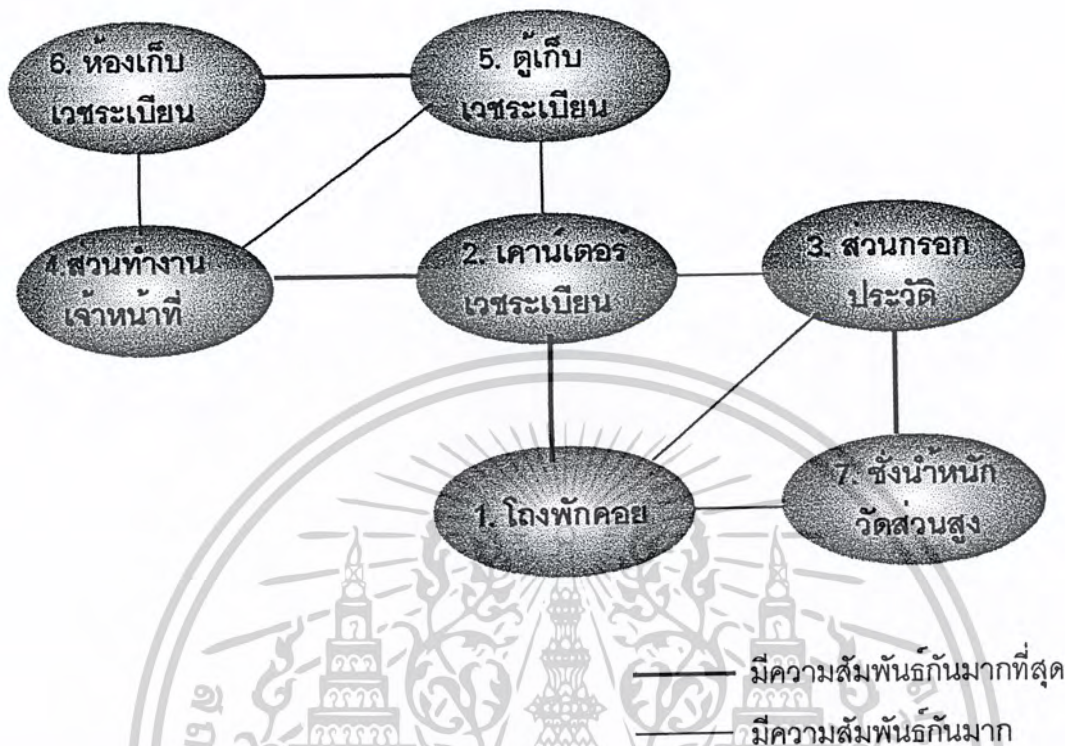 6. ห้องเก็บ
เวชระเบียน
5. ตู้เก็บ
เวชระเบียน
4.ส่วนทำงาน
เจ้าหน้าที่
2. เคาน์เตอร์
เวชระเบียน
3. ส่วนกรอก
ประวัติ
1. โถงพักคอย
7. ชั่งน้ำหนัก
วัดส่วนสูง
มีความสัมพันธ์กันมากที่สุด
มีความสัมพันธ์กันมาก